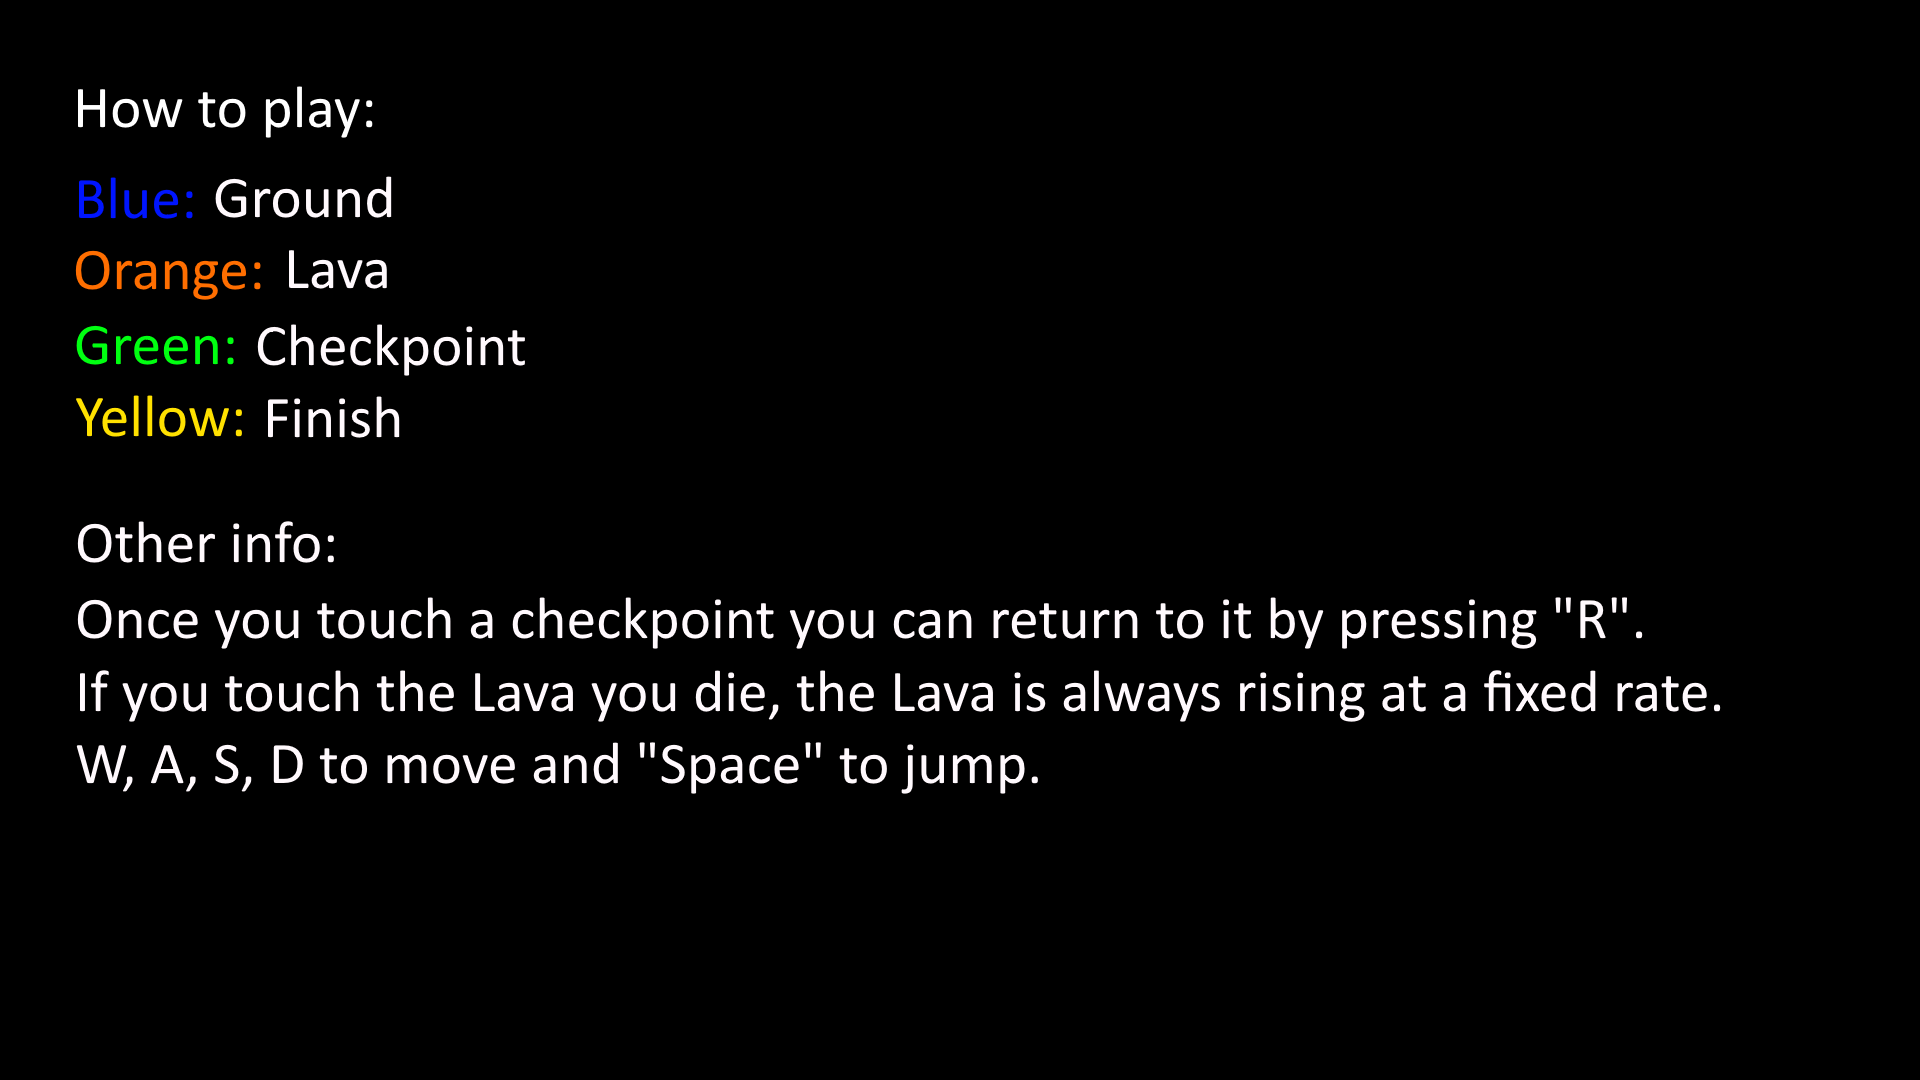 How to play:
Blue: Ground
Orange: Lava
Green: Checkpoint
Yellow: Finish
Other info:
Once you touch a checkpoint you can return to it by pressing "R".
If you touch the Lava you die, the Lava is always rising at a fixed rate.
W, A, S, D to move and "Space" to jump.